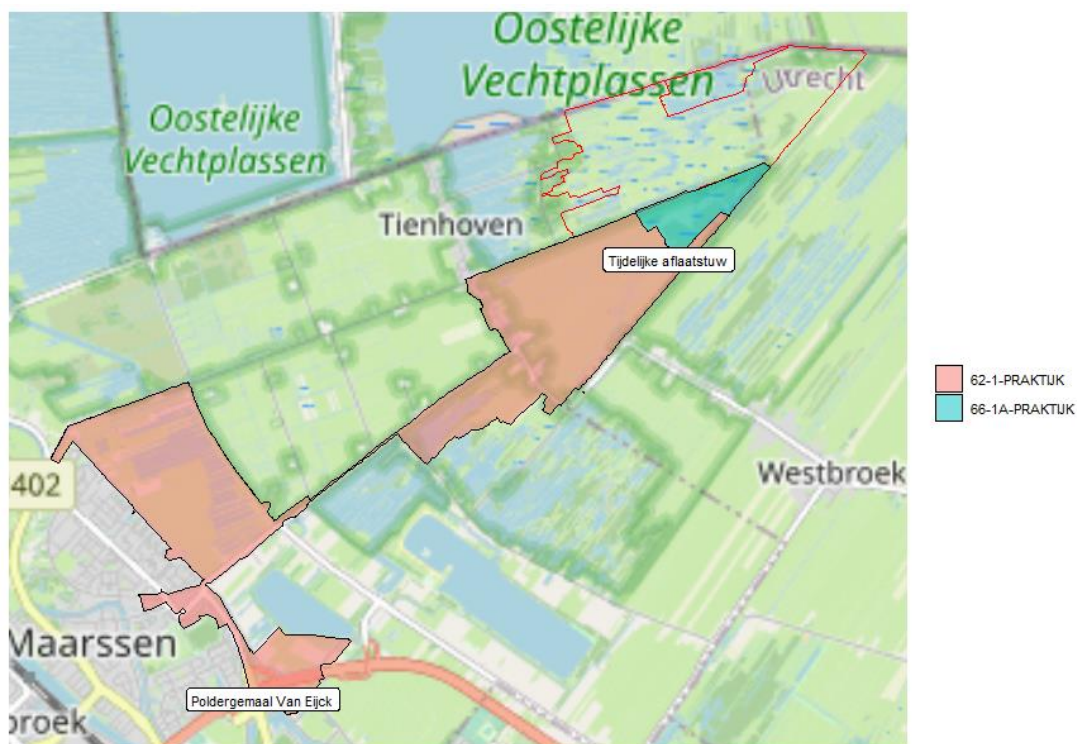 Oostelijke
Vechtplassen
Utrecht
Oostelijke
Vechtplassen
Tienhoven
Tijdelijke aflaatstuw
62-1-PRAKTIJK
66-1A-PRAKTIJK
Westbroek
402
Maarssen
Poldergemaal Van Eijck
broek